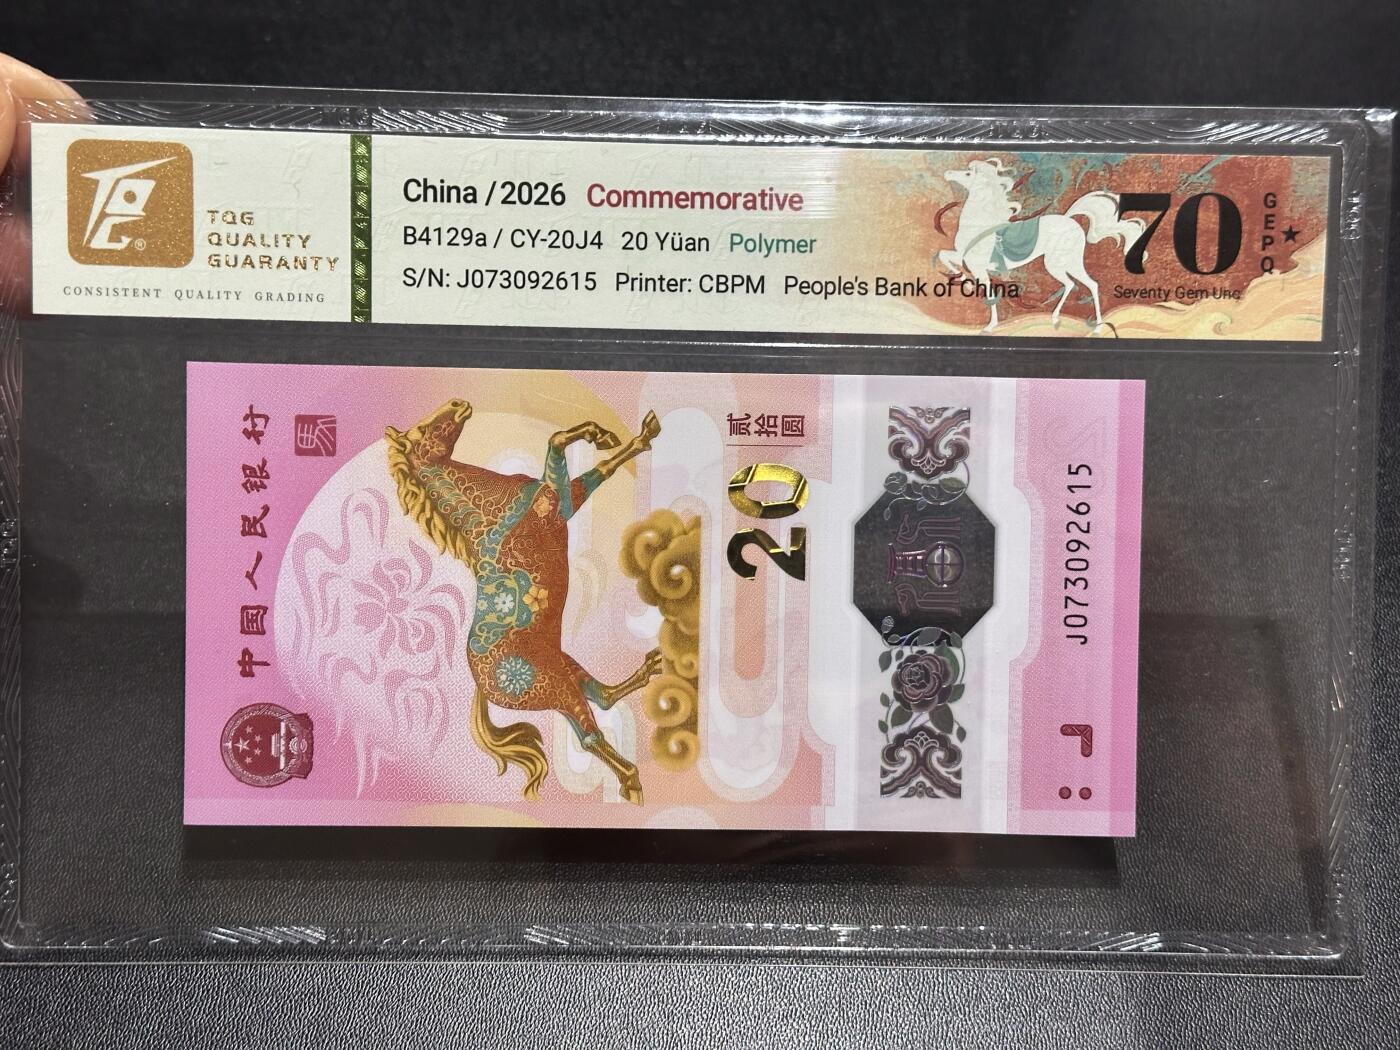 TQG
QUALITY
GUARANTY
CONSISTENT QUALITY GRADING
China / 2026 Commemorative
B4129a / CY-20J4 20 Yüan Polymer
S/N: J073092615 Printer: CBPM People's Bank of China
70
GEPQ★
Seventy Gem Unc
中国人民银行
馬
贰拾圆
20
J073092615